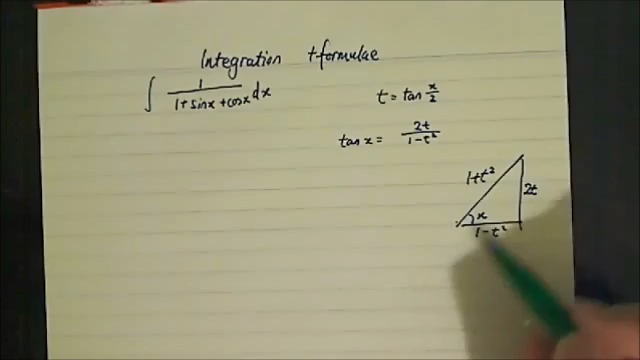 Integration t-formulae
∫ 1/(1+sinx+cosx) dx
t = tan x/2
tan x = 2t/(1-t²)
1+t²
2t
x
1-t²